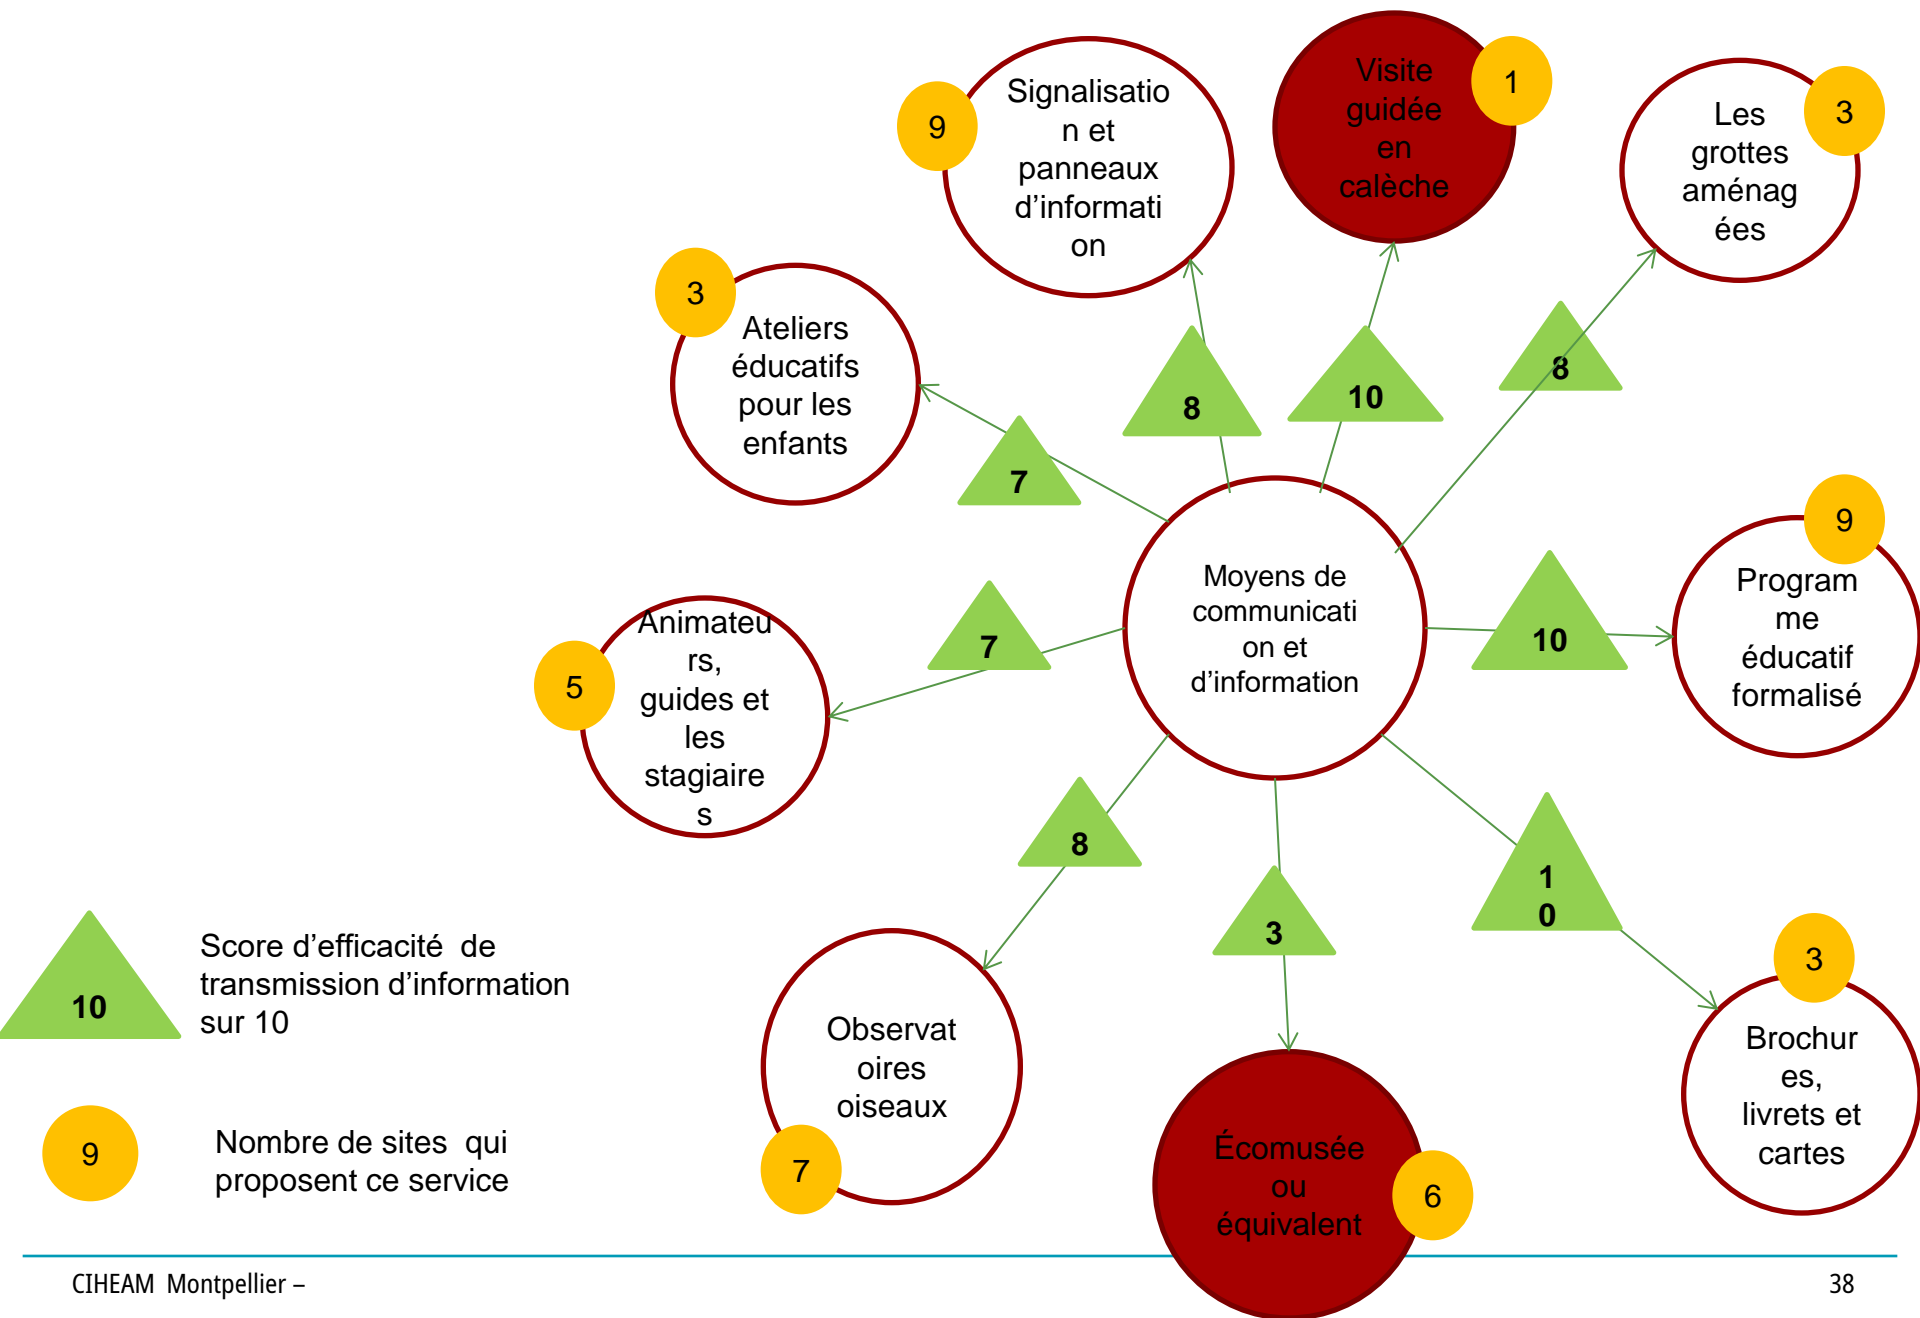 Visite
guidée
en
calèche
1
Signalisatio
n et
panneaux
d’informati
on
9
Les
grottes
aménag
ées
3
Ateliers
éducatifs
pour les
enfants
3
8
10
8
7
Program
me
éducatif
formalisé
9
Moyens de
communicati
on et
d’information
10
7
Animateu
rs,
guides et
les
stagiaire
s
5
8
3
1
0
Observat
oires
oiseaux
7
Écomusée
ou
équivalent
6
Brochur
es,
livrets et
cartes
3
10
Score d’efficacité de
transmission d’information
sur 10
9
Nombre de sites qui
proposent ce service
CIHEAM Montpellier –
38